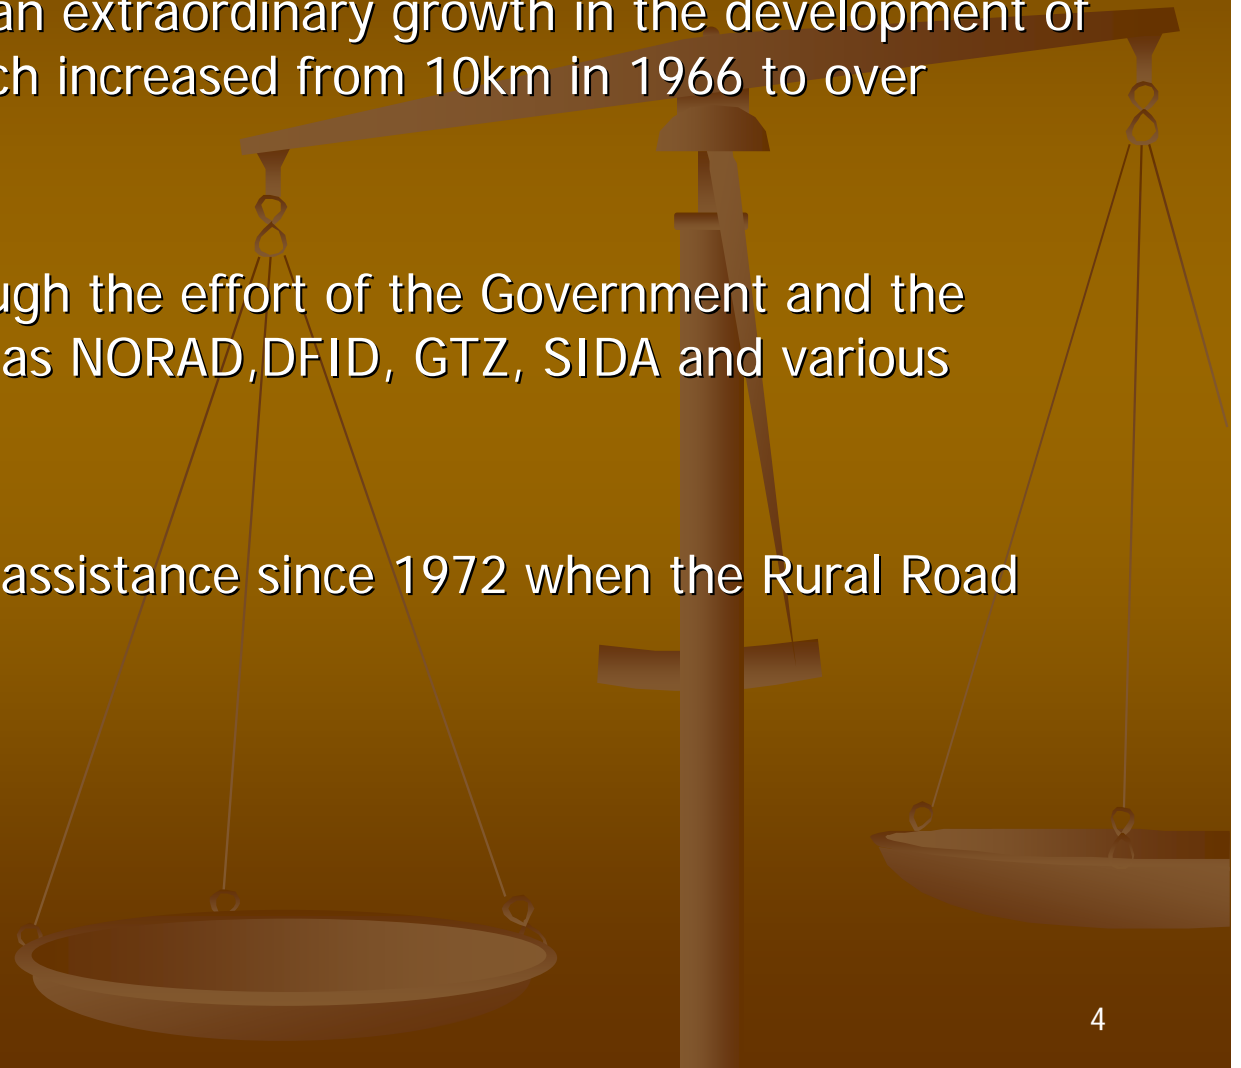 an extraordinary growth in the development of
ch increased from 10km in 1966 to over
ugh the effort of the Government and the
as NORAD,DFID, GTZ, SIDA and various
assistance since 1972 when the Rural Road
4